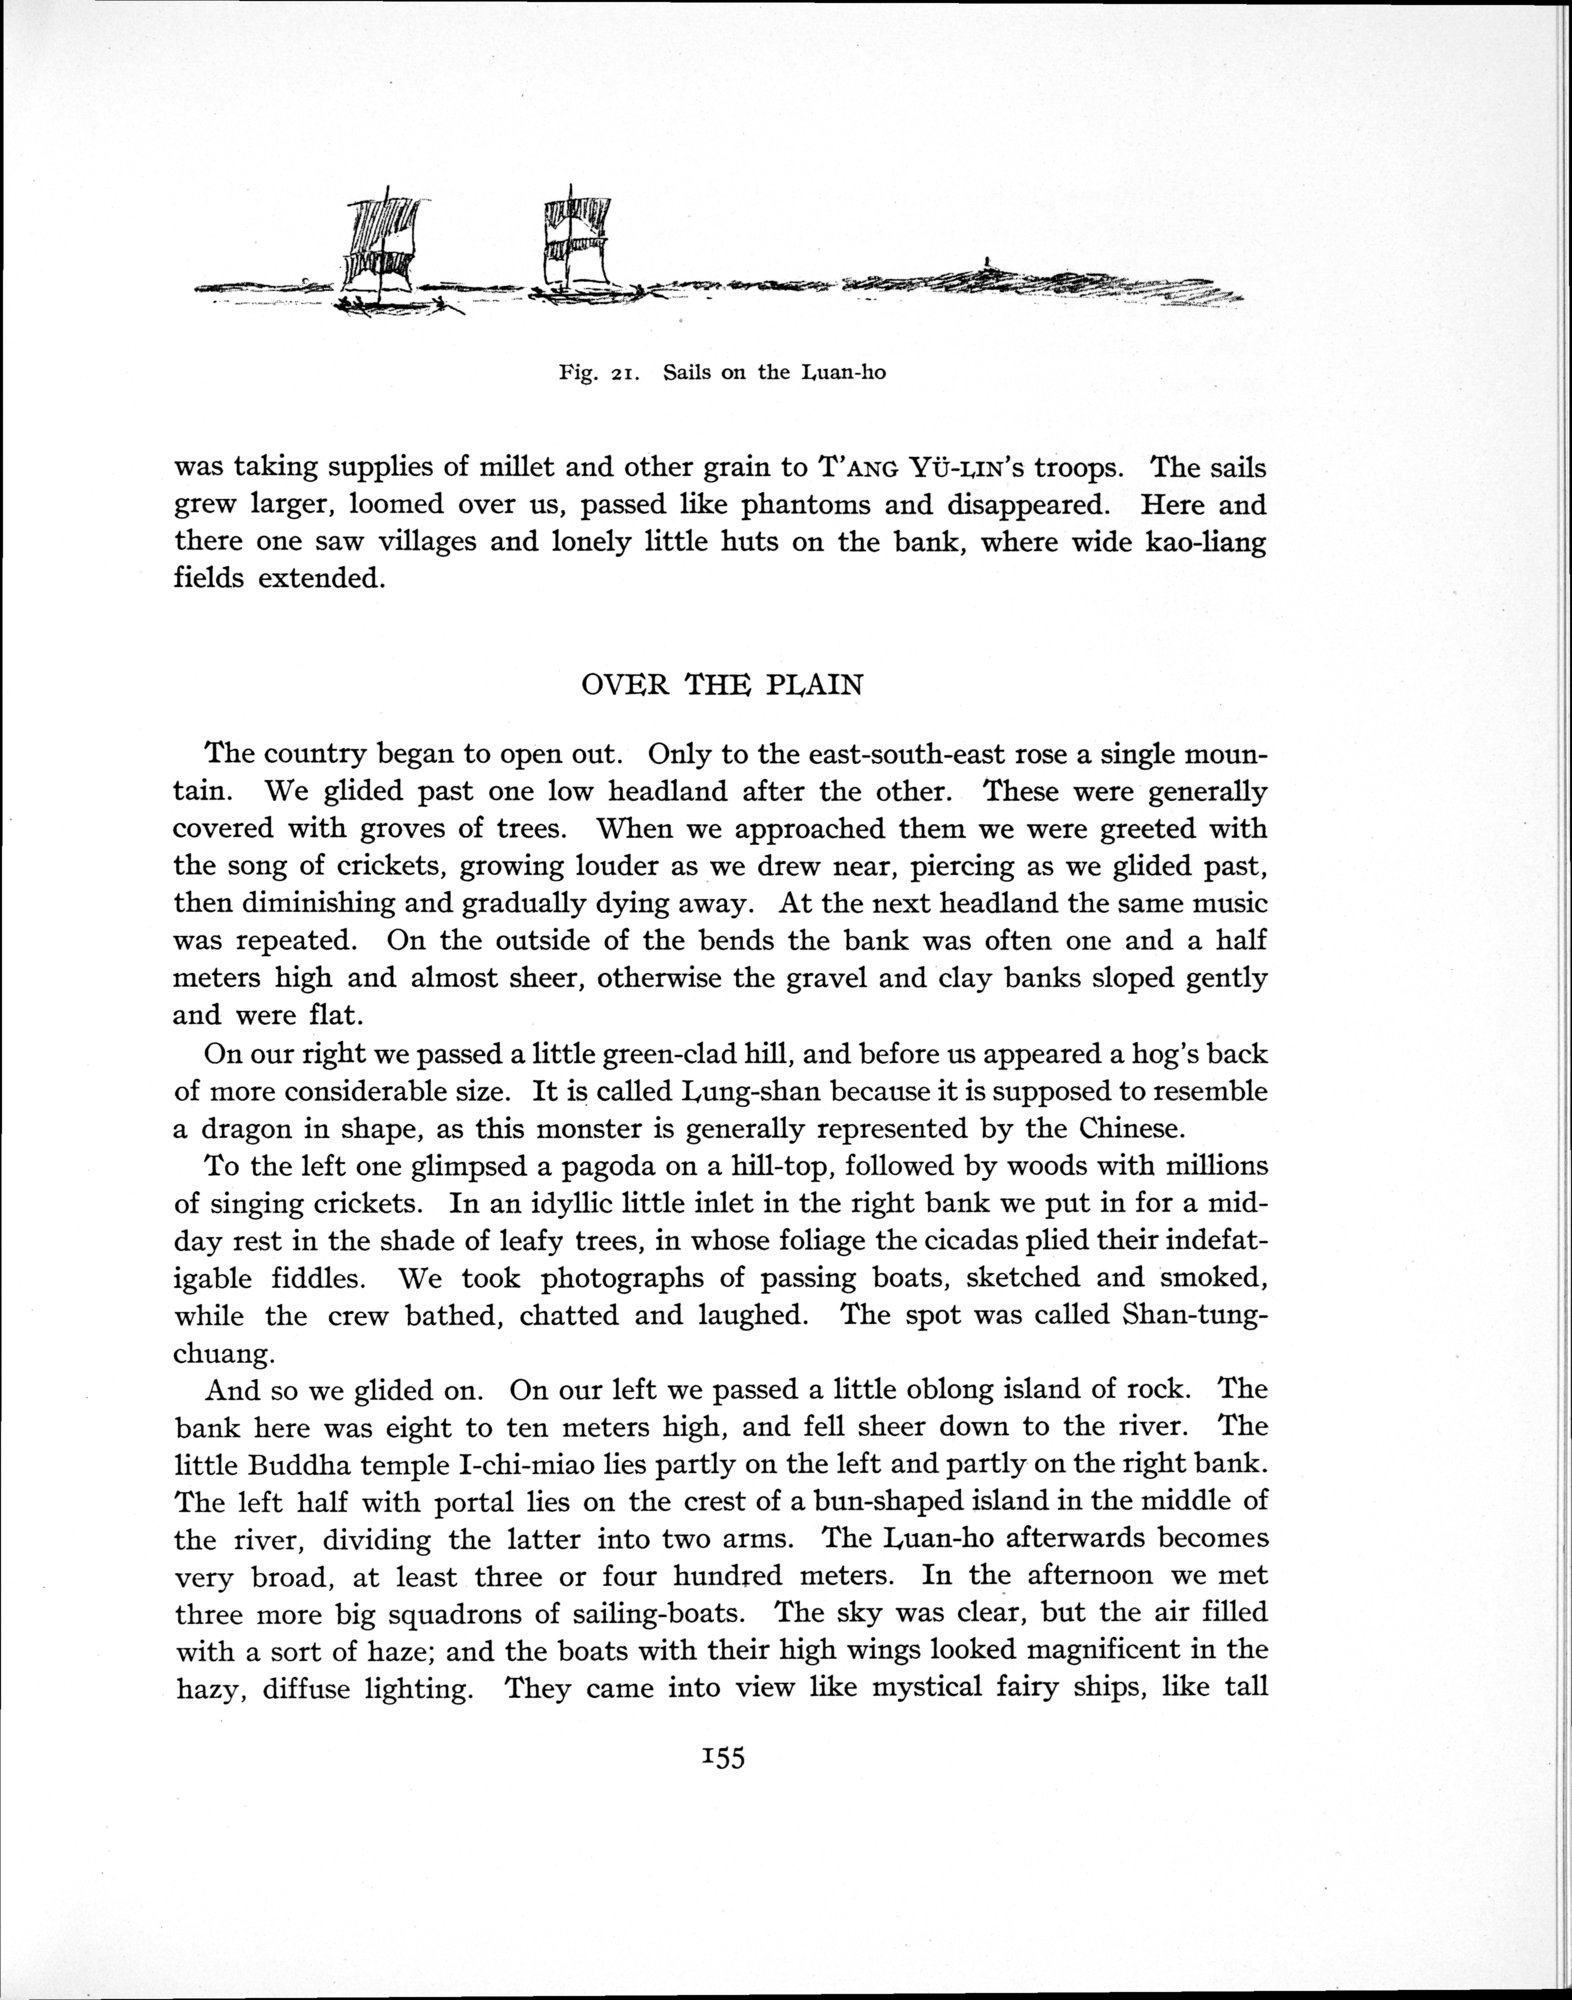 Fig. 21. Sails on the Luan-ho
was taking supplies of millet and other grain to T'ANG YÜ-LIN's troops. The sails
grew larger, loomed over us, passed like phantoms and disappeared. Here and
there one saw villages and lonely little huts on the bank, where wide kao-liang
fields extended.
OVER THE PLAIN
The country began to open out. Only to the east-south-east rose a single moun-
tain. We glided past one low headland after the other. These were generally
covered with groves of trees. When we approached them we were greeted with
the song of crickets, growing louder as we drew near, piercing as we glided past,
then diminishing and gradually dying away. At the next headland the same music
was repeated. On the outside of the bends the bank was often one and a half
meters high and almost sheer, otherwise the gravel and clay banks sloped gently
and were flat.
On our right we passed a little green-clad hill, and before us appeared a hog's back
of more considerable size. It is called Lung-shan because it is supposed to resemble
a dragon in shape, as this monster is generally represented by the Chinese.
To the left one glimpsed a pagoda on a hill-top, followed by woods with millions
of singing crickets. In an idyllic little inlet in the right bank we put in for a mid-
day rest in the shade of leafy trees, in whose foliage the cicadas plied their indefat-
igable fiddles. We took photographs of passing boats, sketched and smoked,
while the crew bathed, chatted and laughed. The spot was called Shan-tung-
chuang.
And so we glided on. On our left we passed a little oblong island of rock. The
bank here was eight to ten meters high, and fell sheer down to the river. The
little Buddha temple I-chi-miao lies partly on the left and partly on the right bank.
The left half with portal lies on the crest of a bun-shaped island in the middle of
the river, dividing the latter into two arms. The Luan-ho afterwards becomes
very broad, at least three or four hundred meters. In the afternoon we met
three more big squadrons of sailing-boats. The sky was clear, but the air filled
with a sort of haze; and the boats with their high wings looked magnificent in the
hazy, diffuse lighting. They came into view like mystical fairy ships, like tall
155